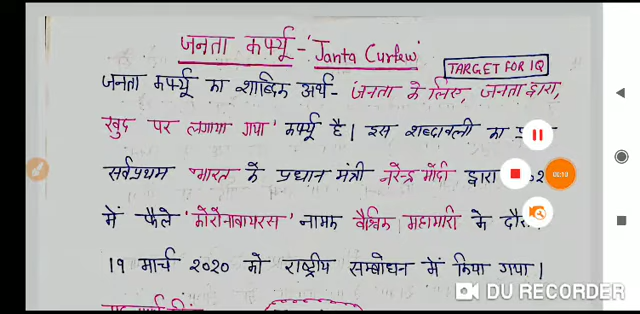 जनता कर्फ्यू - 'Janta Curfew'
TARGET FOR IQ
जनता कर्फ्यू का शाब्दिक अर्थ - 'जनता के लिए, जनता द्वारा,
खुद पर लगाया गया' कर्फ्यू है। इस शब्दावली का
सर्वप्रथम भारत के प्रधान मंत्री नरेन्द्र मोदी द्वारा
में फैले 'कोरोनावायरस' नामक वैश्विक महामारी के
19 मार्च 2020 को राष्ट्रीय सम्बोधन में किया गया।
DU RECORDER